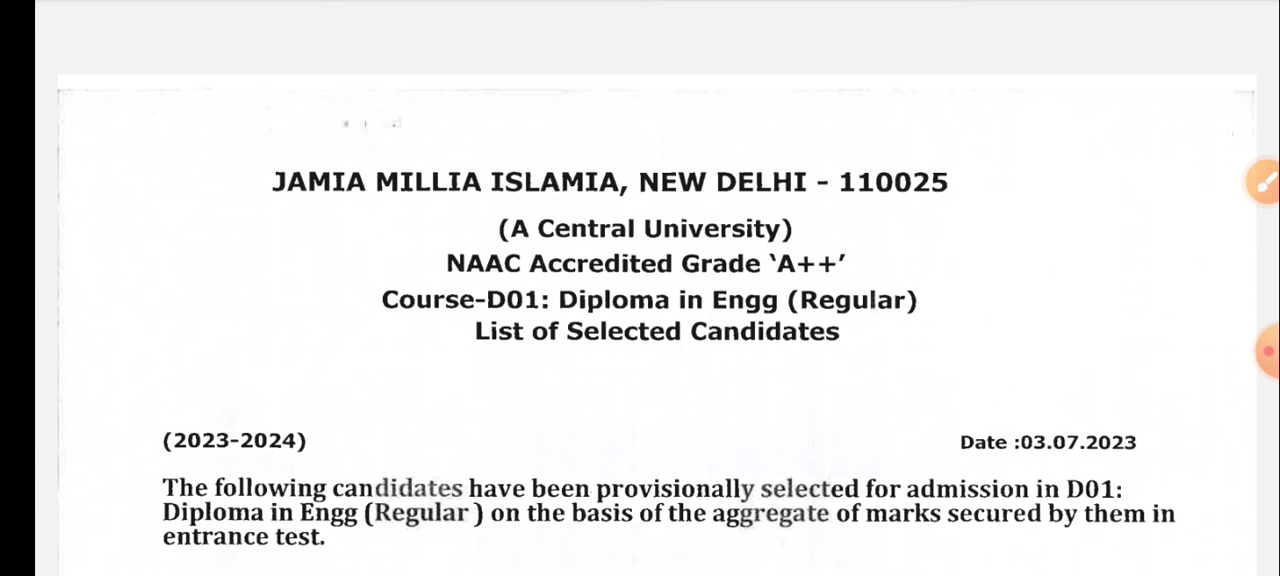 JAMIA MILLIA ISLAMIA, NEW DELHI - 110025
(A Central University)
NAAC Accredited Grade ‘A++’
Course-D01: Diploma in Engg (Regular)
List of Selected Candidates
(2023-2024) Date :03.07.2023
The following candidates have been provisionally selected for admission in D01:
Diploma in Engg (Regular ) on the basis of the aggregate of marks secured by them in
entrance test.